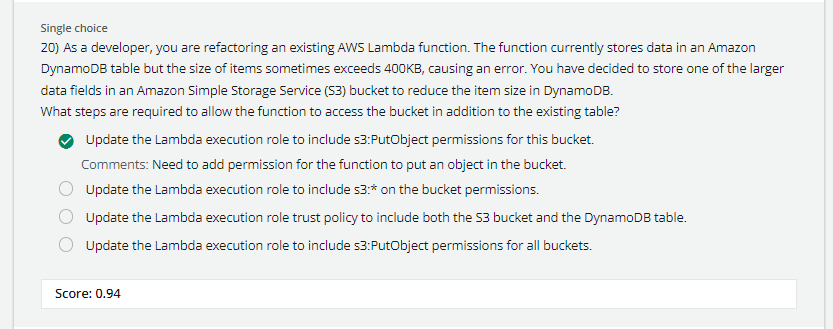 Single choice
20) As a developer, you are refactoring an existing AWS Lambda function. The function currently stores data in an Amazon
DynamoDB table but the size of items sometimes exceeds 400KB, causing an error. You have decided to store one of the larger
data fields in an Amazon Simple Storage Service (S3) bucket to reduce the item size in DynamoDB.
What steps are required to allow the function to access the bucket in addition to the existing table?
Update the Lambda execution role to include s3:PutObject permissions for this bucket.
Comments: Need to add permission for the function to put an object in the bucket.
Update the Lambda execution role to include s3:* on the bucket permissions.
Update the Lambda execution role trust policy to include both the S3 bucket and the DynamoDB table.
Update the Lambda execution role to include s3:PutObject permissions for all buckets.
Score: 0.94